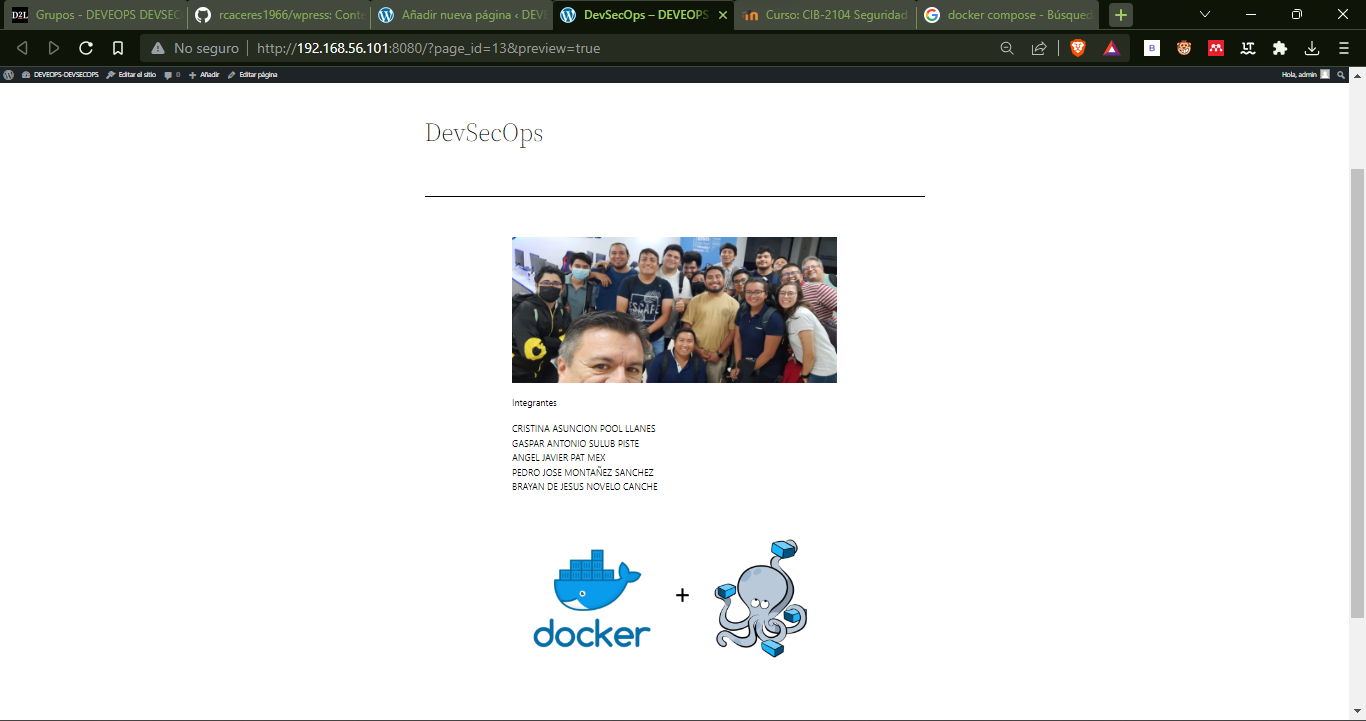 D2L Grupos - DEVEOPS DEVSEC
rcaceres1966/wpress: Conte
Añadir nueva página ‹ DEVE
DevSecOps – DEVEOPS
Curso: CIB-2104 Seguridad
docker compose - Búsqued
No seguro
http://192.168.56.101:8080/?page_id=13&preview=true
B
LT
DEVEOPS-DEVSECOPS
Editar el sitio
0
Añadir
Editar página
Hola, admin
DevSecOps
ESCAPE
Integrantes
CRISTINA ASUNCION POOL LLANES
GASPAR ANTONIO SULUB PISTE
ANGEL JAVIER PAT MEX
PEDRO JOSE MONTAÑEZ SANCHEZ
BRAYAN DE JESUS NOVELO CANCHE
+
docker